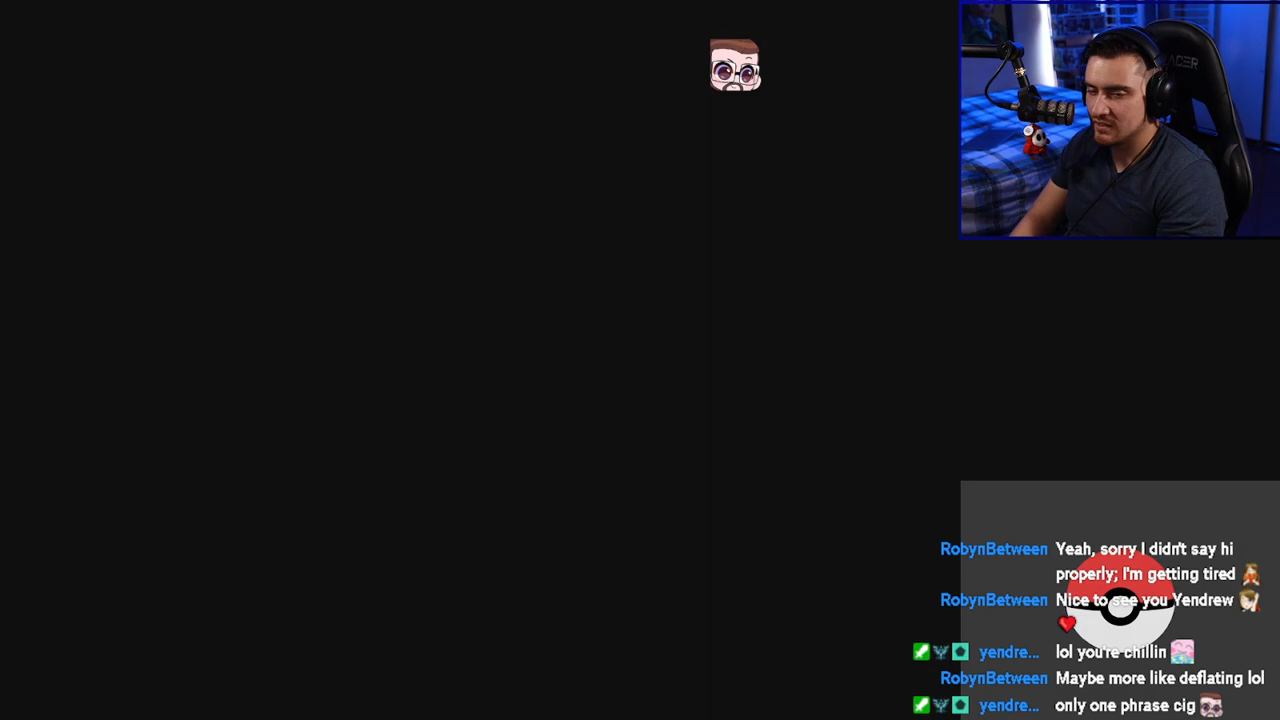 RobynBetween Yeah, sorry I didn't say hi
properly; I'm getting tired
RobynBetween Nice to see you Yendrew
yendre... lol you're chillin
RobynBetween Maybe more like deflating lol
yendre... only one phrase cig